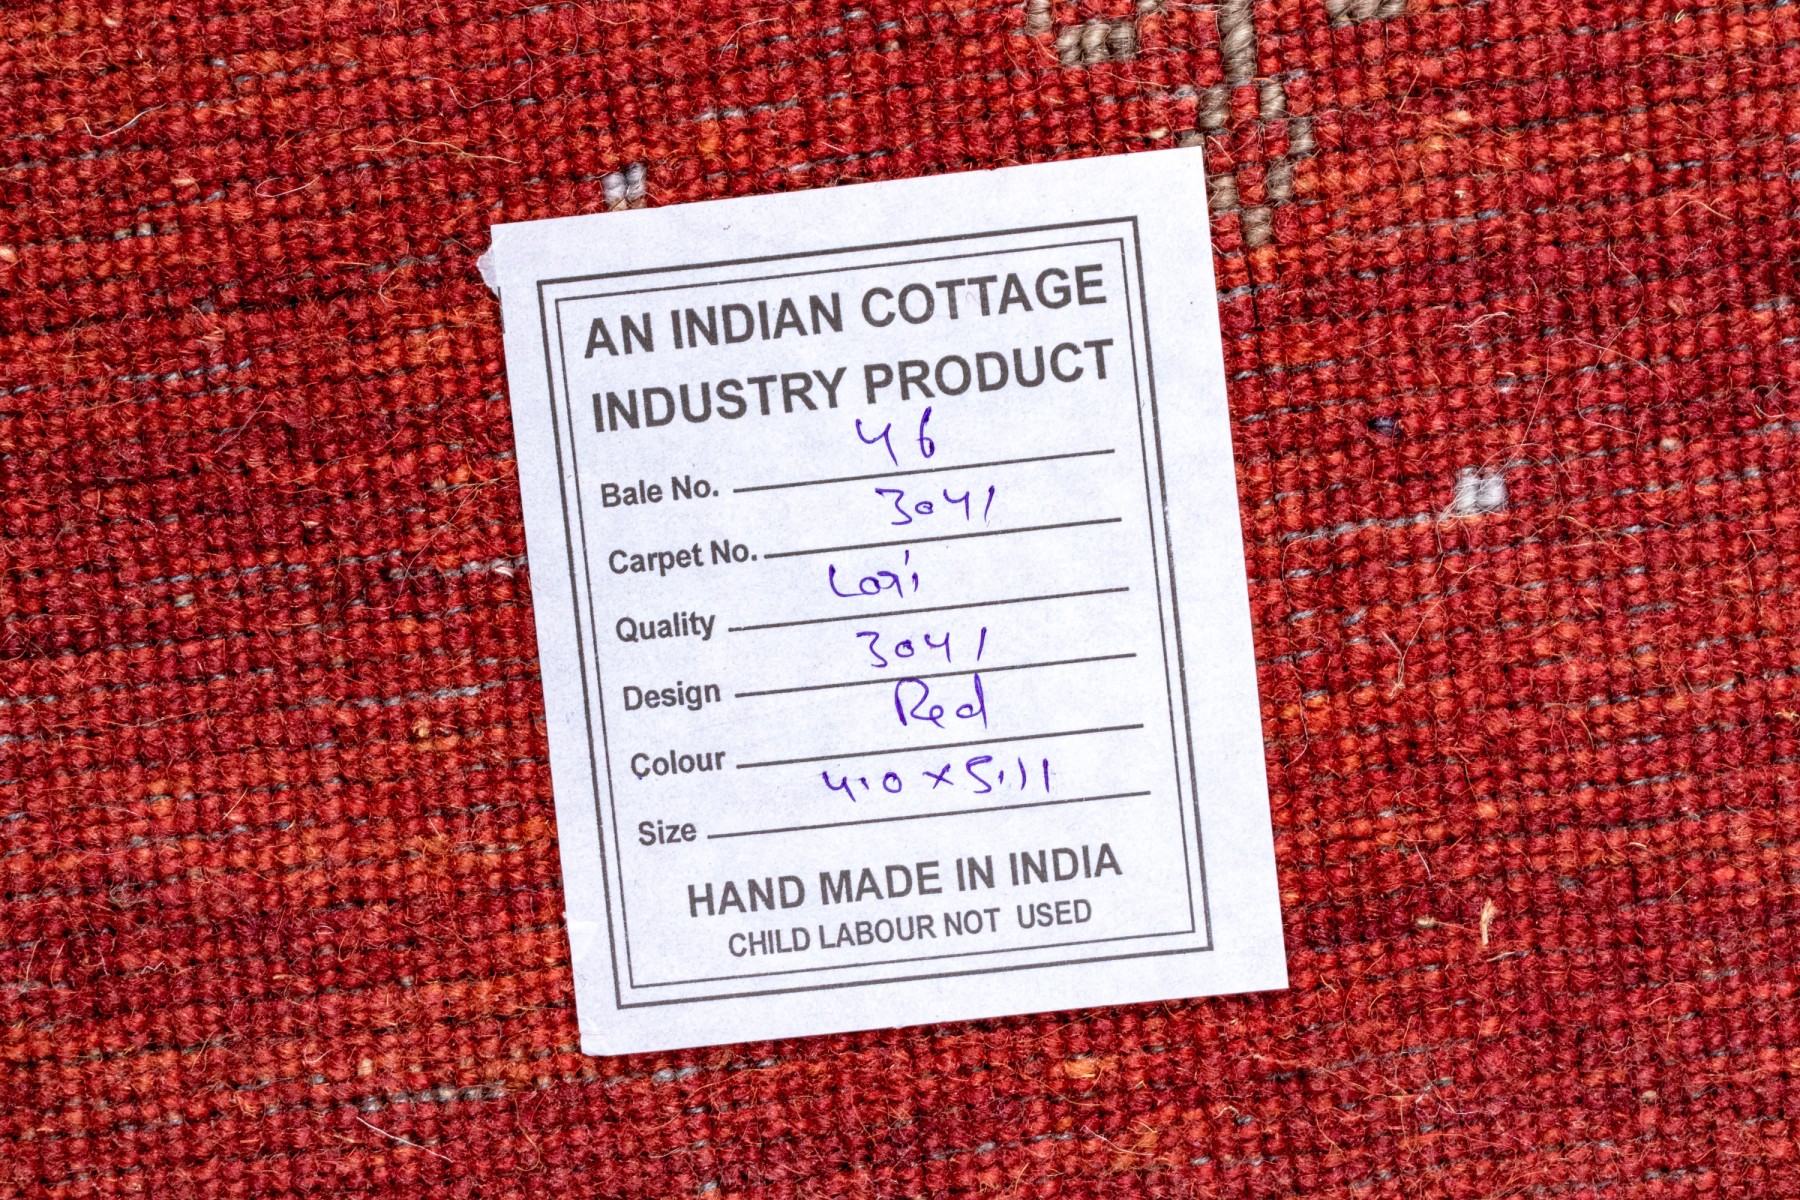 AN INDIAN COTTAGE
INDUSTRY PRODUCT
Bale No. 46
Carpet No. 3041
Quality Lori
Design 3041
Colour Red
Size 4.0 x 5.11
HAND MADE IN INDIA
CHILD LABOUR NOT USED